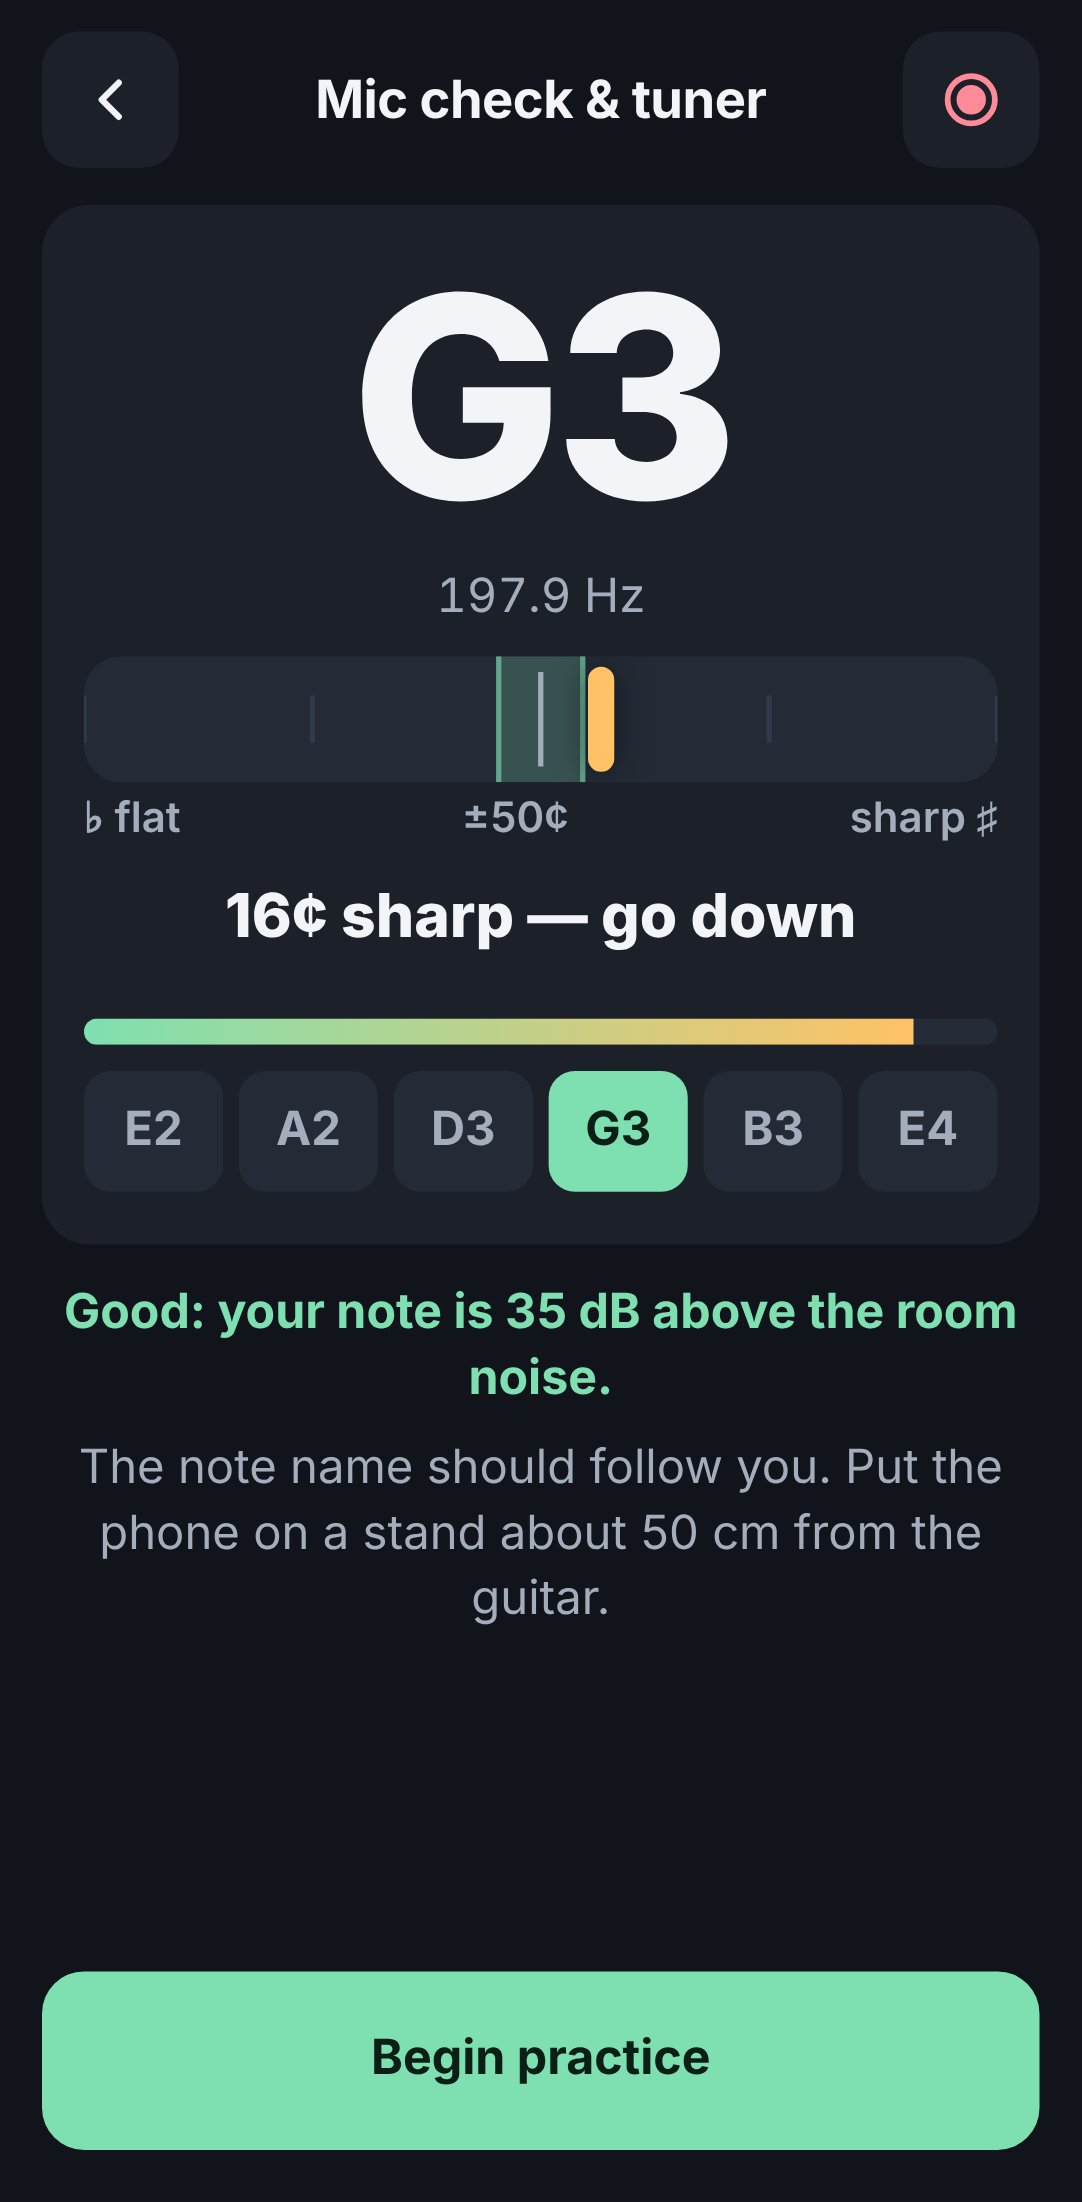 Mic check & tuner
G3
197.9 Hz
♭ flat ±50¢ sharp ♯
16¢ sharp — go down
E2 A2 D3 G3 B3 E4
Good: your note is 35 dB above the room
noise.
The note name should follow you. Put the
phone on a stand about 50 cm from the
guitar.
Begin practice